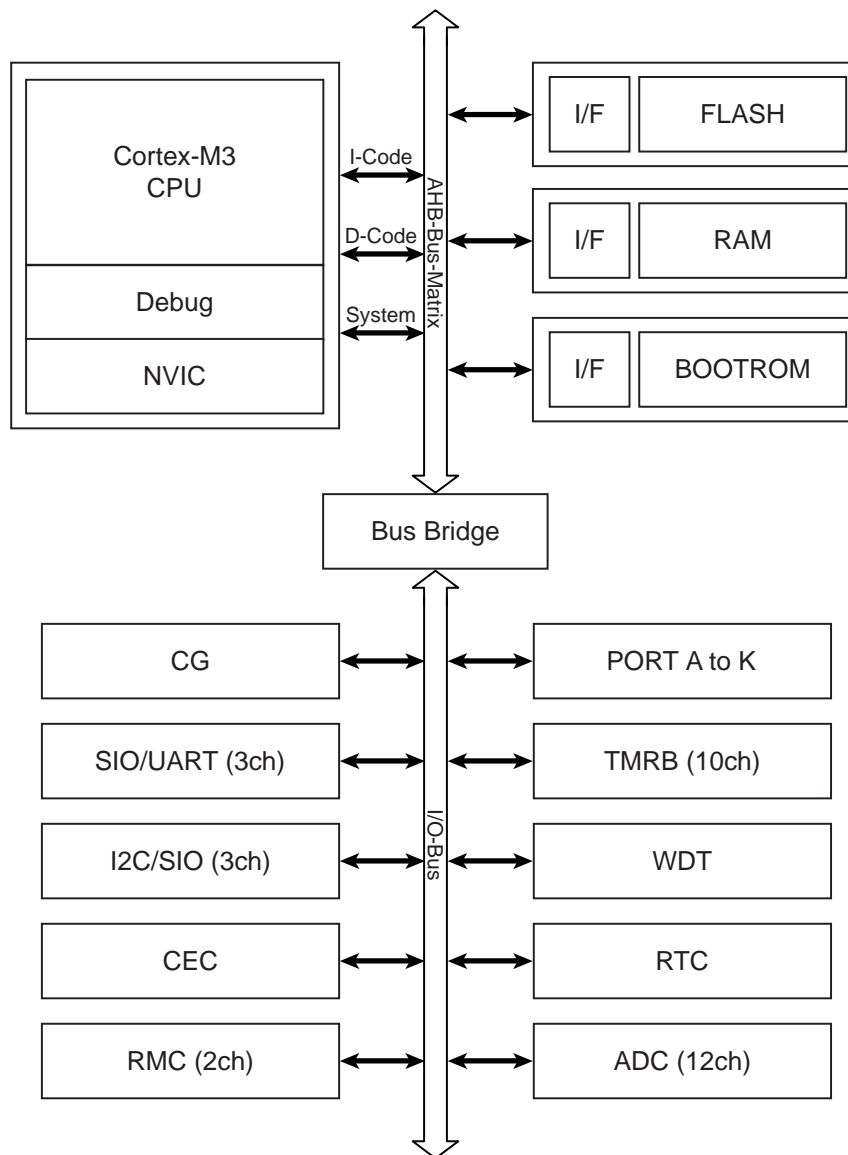 Cortex-M3
CPU
Debug
NVIC
I-Code
D-Code
System
AHB-Bus-Matrix
I/F
FLASH
I/F
RAM
I/F
BOOTROM
Bus Bridge
CG
SIO/UART (3ch)
I2C/SIO (3ch)
CEC
RMC (2ch)
I/O-Bus
PORT A to K
TMRB (10ch)
WDT
RTC
ADC (12ch)